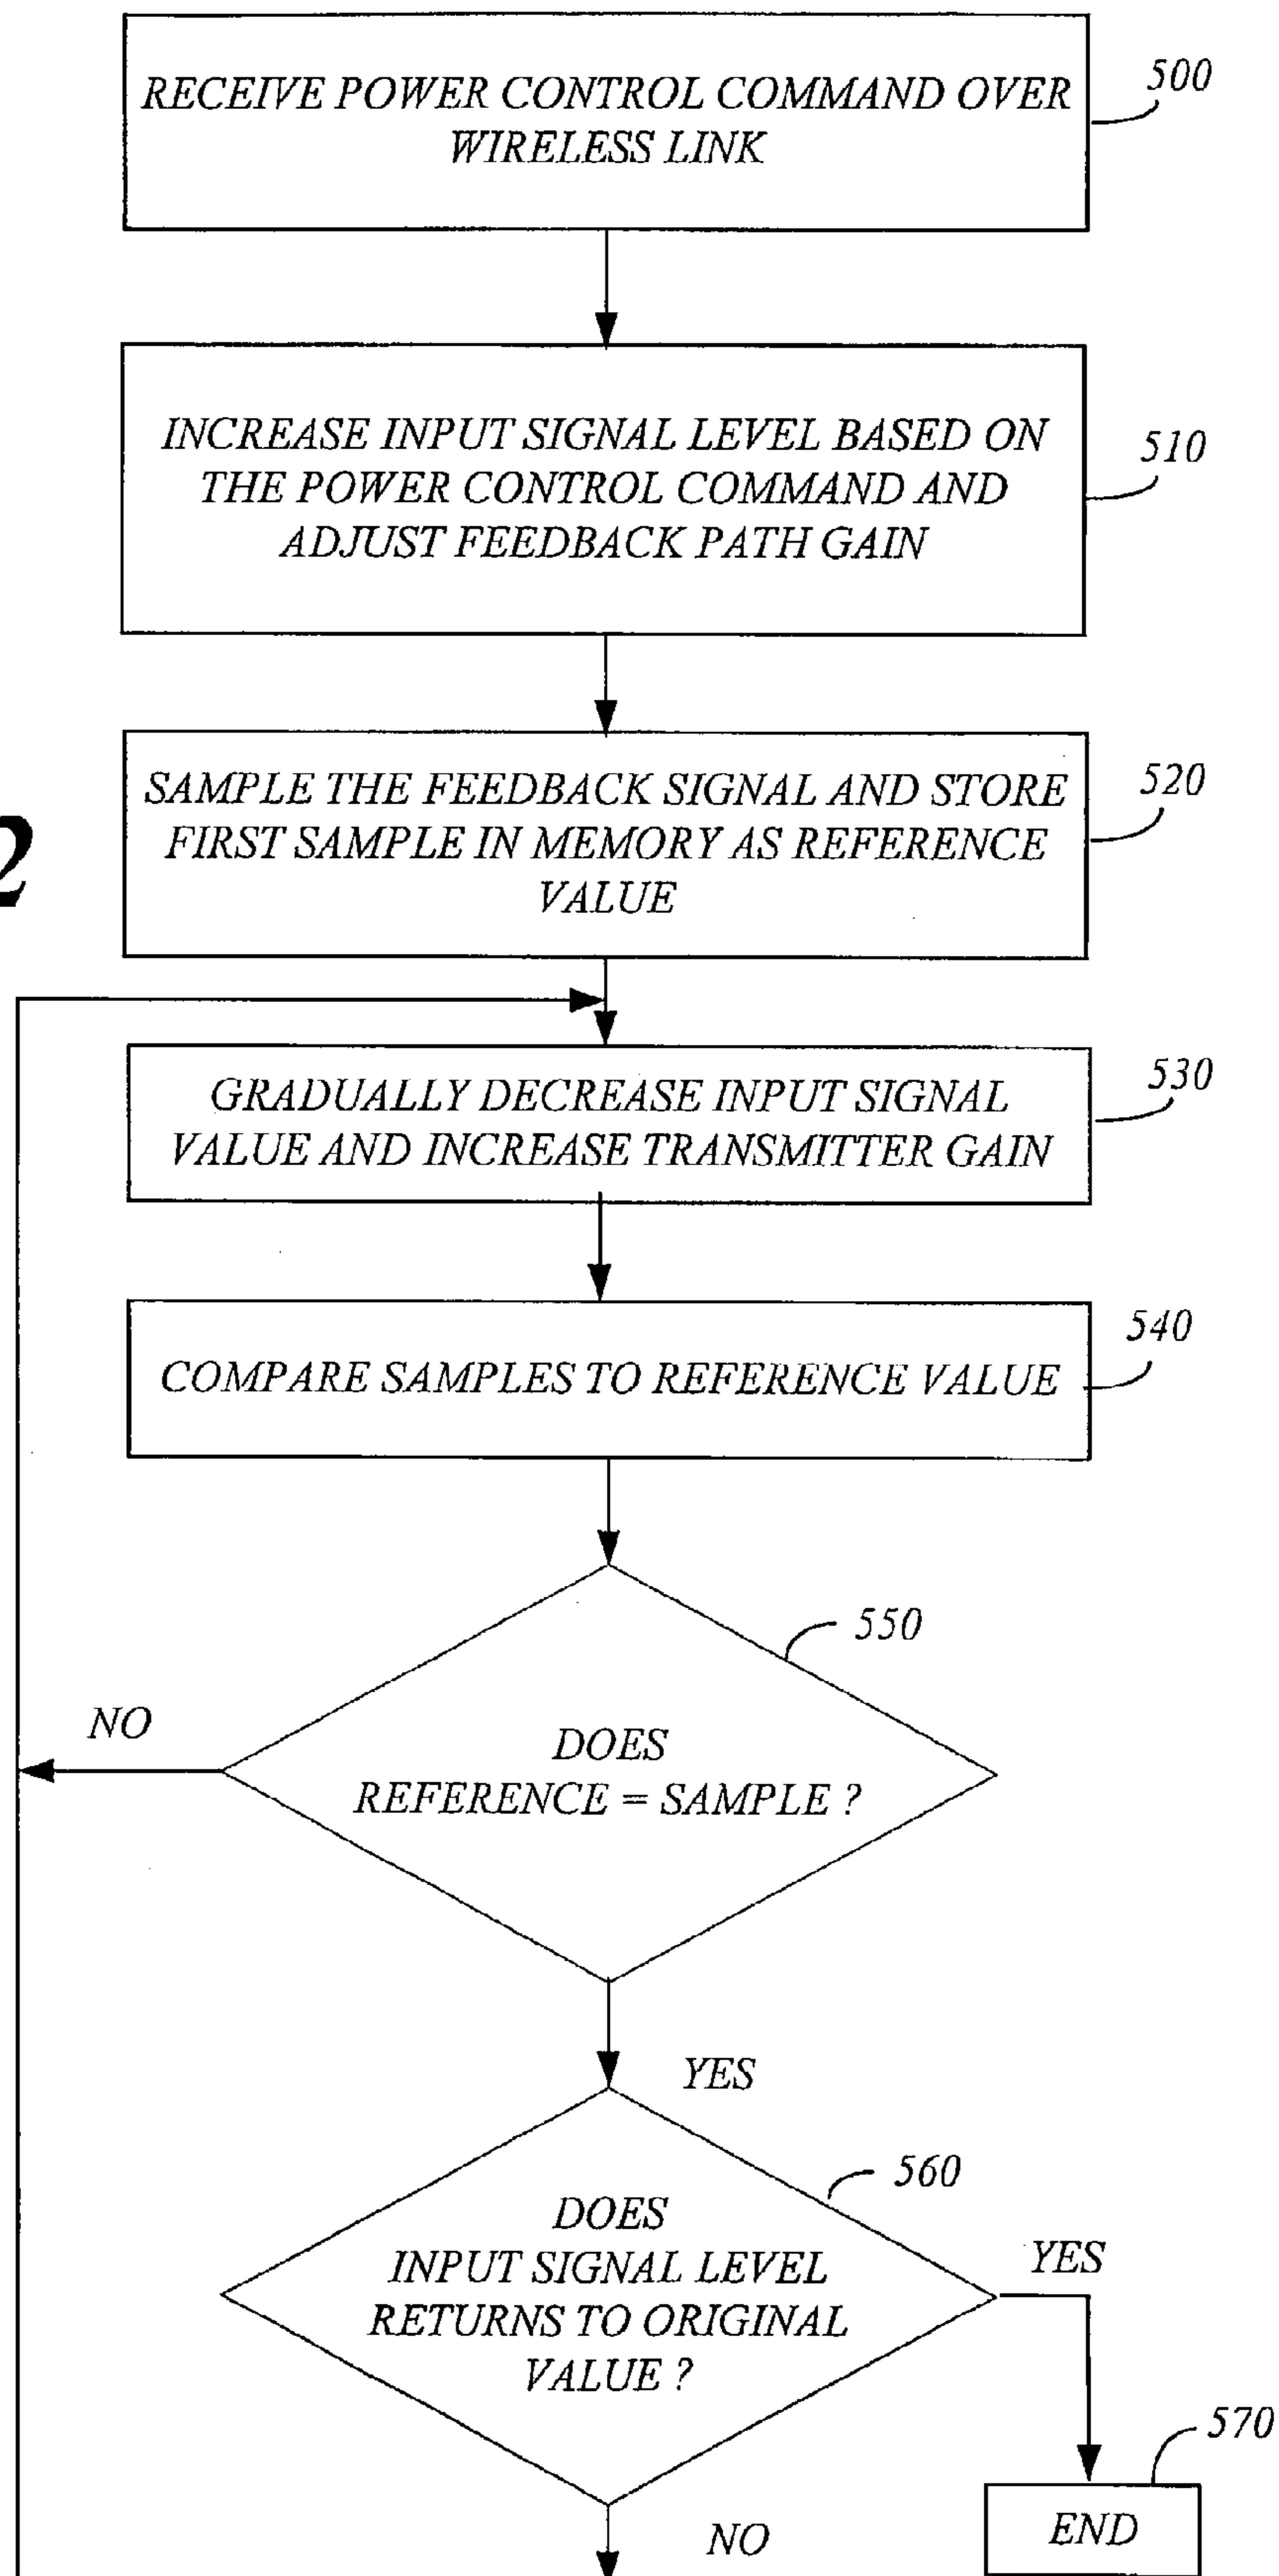 RECEIVE POWER CONTROL COMMAND OVER
WIRELESS LINK
500
INCREASE INPUT SIGNAL LEVEL BASED ON
THE POWER CONTROL COMMAND AND
ADJUST FEEDBACK PATH GAIN
510
SAMPLE THE FEEDBACK SIGNAL AND STORE
FIRST SAMPLE IN MEMORY AS REFERENCE
VALUE
520
2
GRADUALLY DECREASE INPUT SIGNAL
VALUE AND INCREASE TRANSMITTER GAIN
530
COMPARE SAMPLES TO REFERENCE VALUE
540
550
NO
DOES
REFERENCE = SAMPLE ?
YES
560
DOES
INPUT SIGNAL LEVEL
RETURNS TO ORIGINAL
VALUE ?
YES
570
END
NO